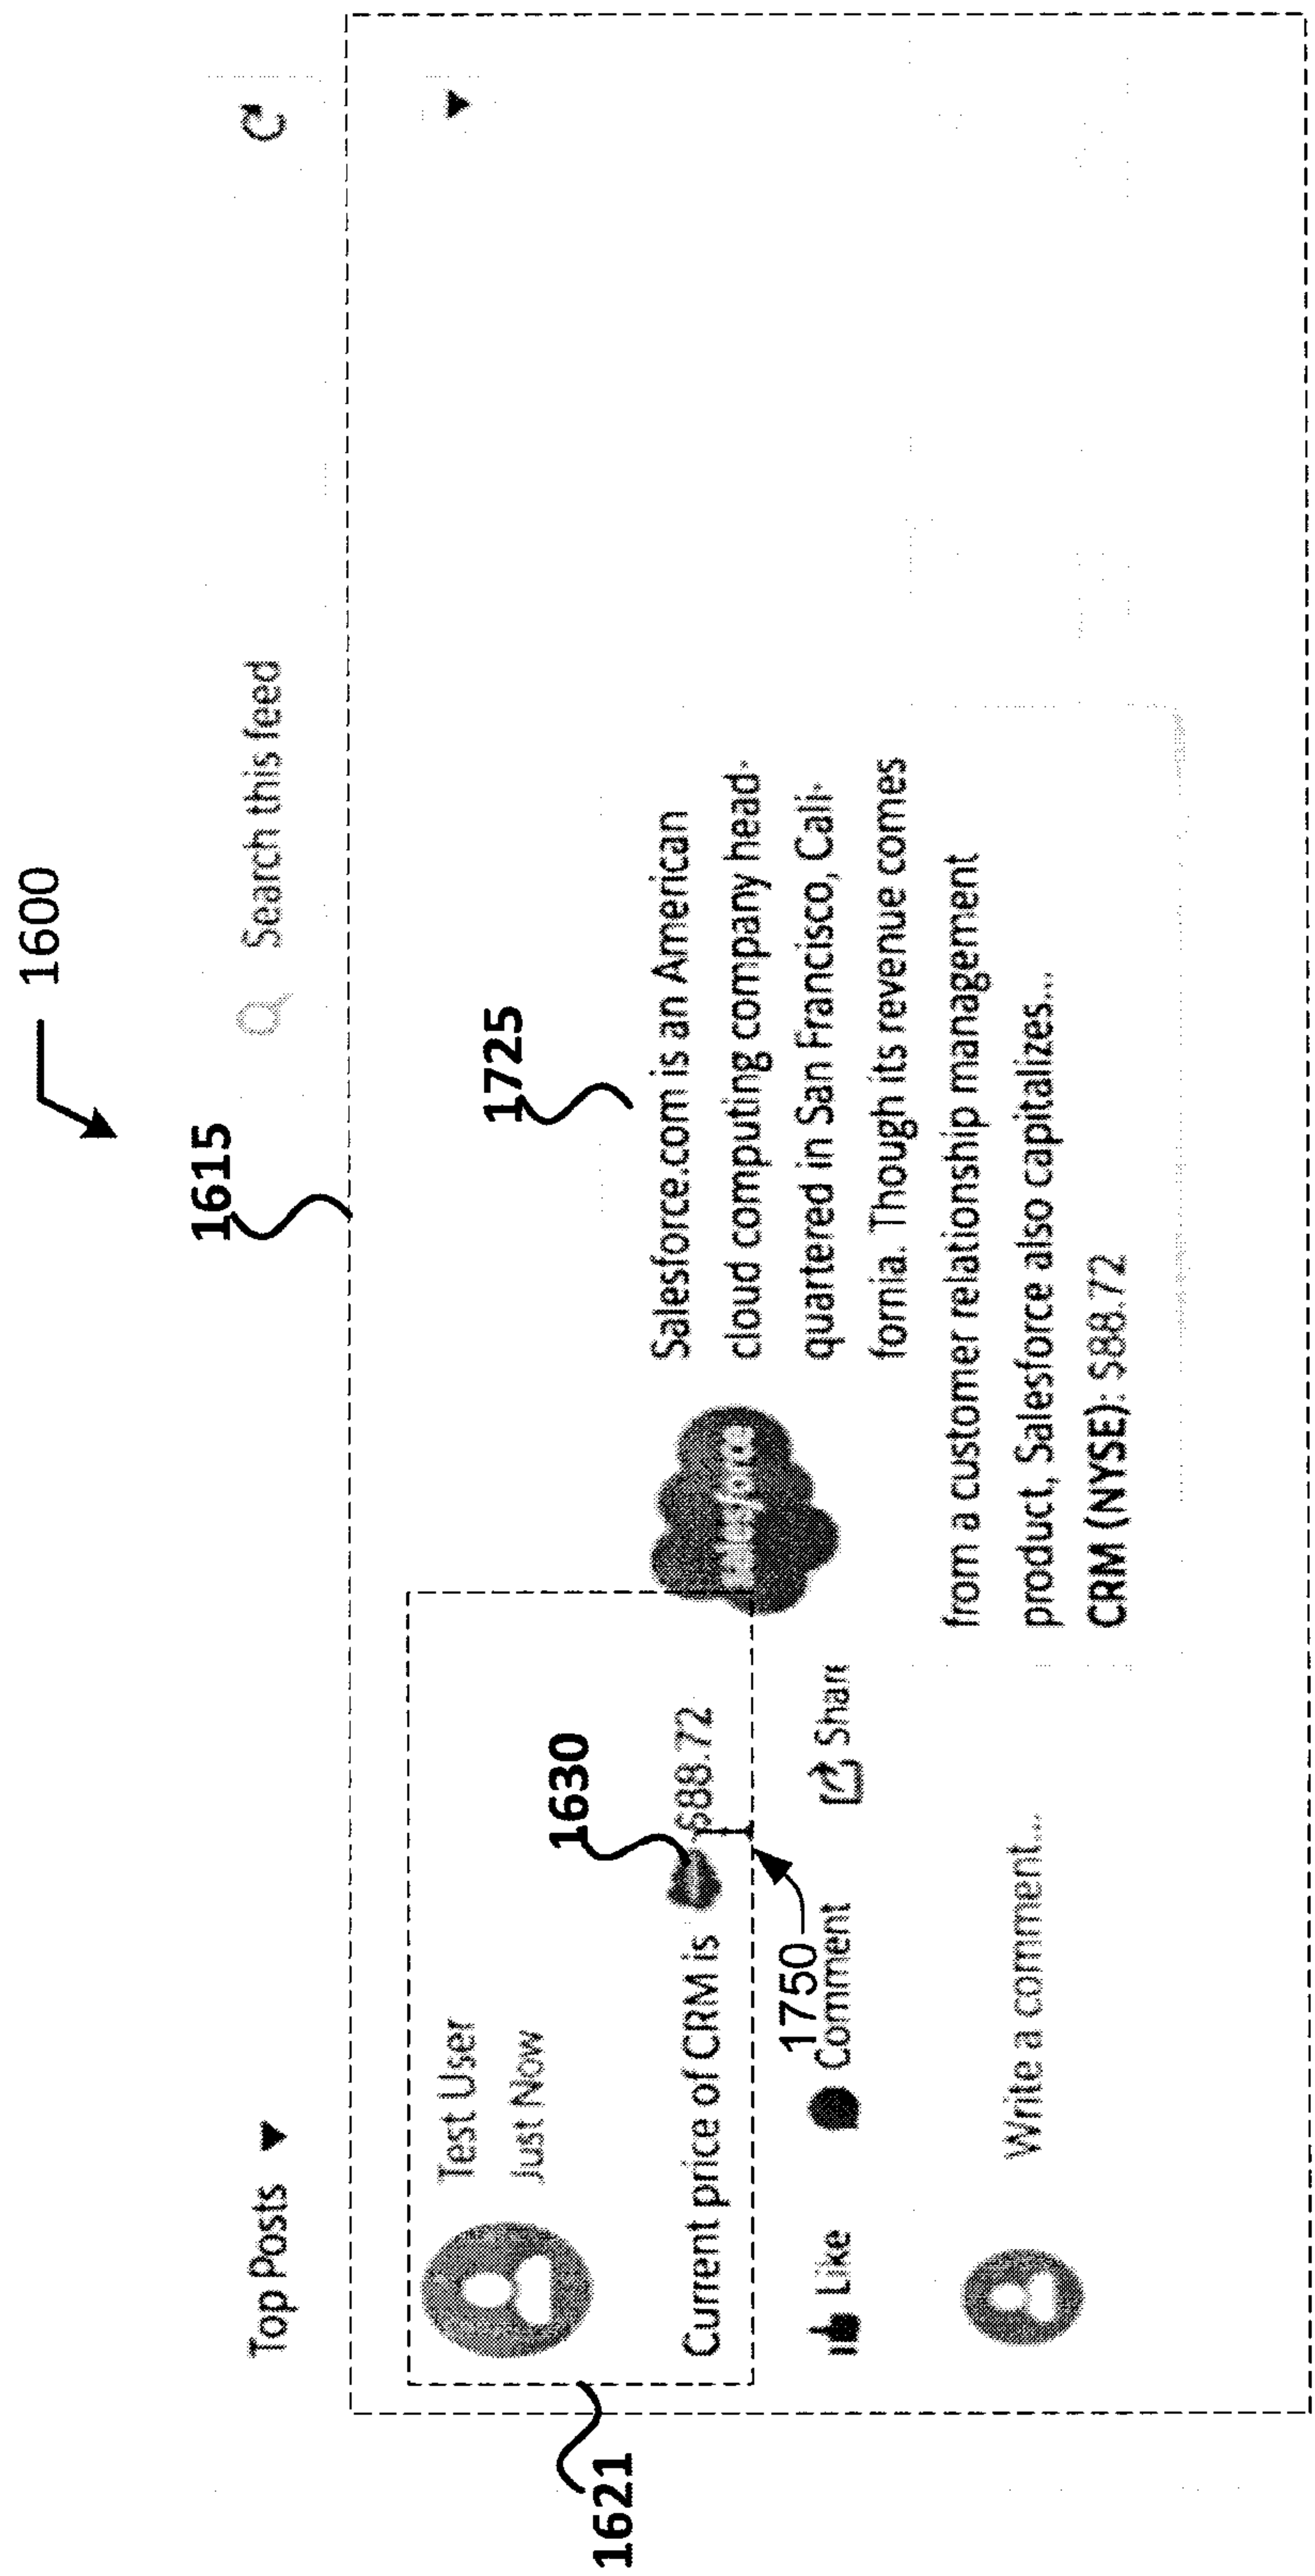 1600
1615
Top Posts
Search this feed
1621
Test User
Just Now
1725
1630
Current price of CRM is $88.72
1750
Like Comment Share
Write a comment...
salesforce
Salesforce.com is an American
cloud computing company head-
quartered in San Francisco, Cali-
fornia. Though its revenue comes
from a customer relationship management
product, Salesforce also capitalizes...
CRM (NYSE): $88.72